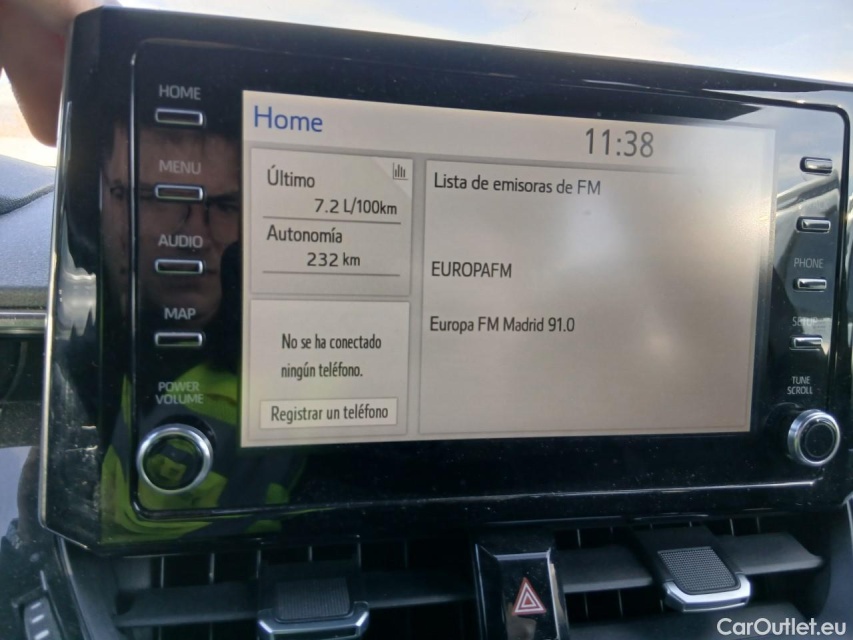 HOME
MENU
AUDIO
MAP
POWER
VOLUME
Home
11:38
Último
7.2 L/100km
Autonomía
232 km
No se ha conectado
ningún teléfono.
Registrar un teléfono
Lista de emisoras de FM
EUROPAFM
Europa FM Madrid 91.0
PHONE
SETUP
TUNE
SCROLL
CarOutlet.eu